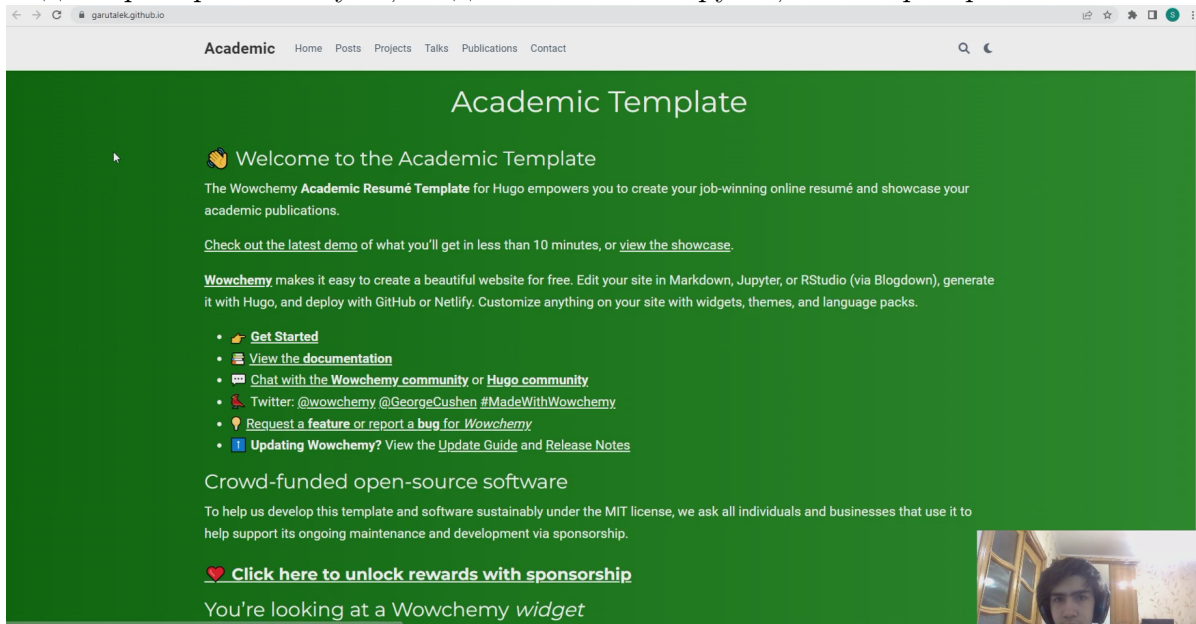 garutalek.github.io
S
Academic Home Posts Projects Talks Publications Contact
Academic Template
👋 Welcome to the Academic Template
The Wowchemy Academic Resumé Template for Hugo empowers you to create your job-winning online resumé and showcase your
academic publications.
Check out the latest demo of what you'll get in less than 10 minutes, or view the showcase.
Wowchemy makes it easy to create a beautiful website for free. Edit your site in Markdown, Jupyter, or RStudio (via Blogdown), generate
it with Hugo, and deploy with GitHub or Netlify. Customize anything on your site with widgets, themes, and language packs.
• 👉 Get Started
• 📚 View the documentation
• 💬 Chat with the Wowchemy community or Hugo community
• 🐦 Twitter: @wowchemy @GeorgeCushen #MadeWithWowchemy
• 💡 Request a feature or report a bug for Wowchemy
• ⬆️ Updating Wowchemy? View the Update Guide and Release Notes
Crowd-funded open-source software
To help us develop this template and software sustainably under the MIT license, we ask all individuals and businesses that use it to
help support its ongoing maintenance and development via sponsorship.
❤️ Click here to unlock rewards with sponsorship
You're looking at a Wowchemy widget